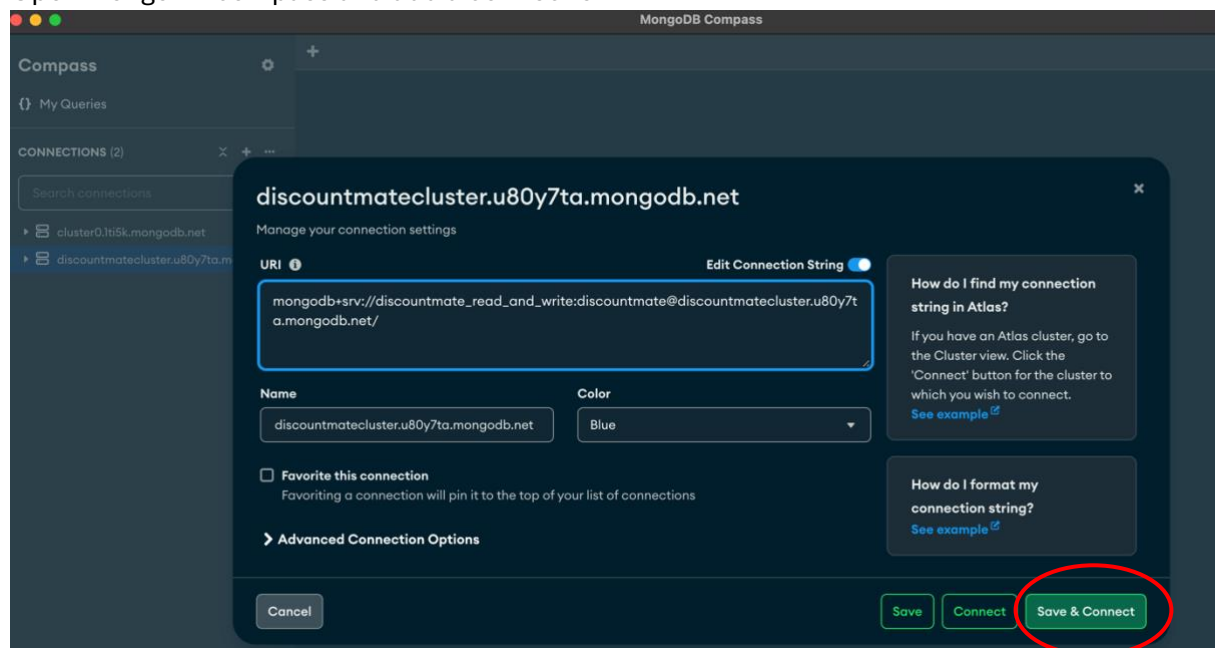 MongoDB Compass
Compass
+
{} My Queries
CONNECTIONS (2)
Search connections
cluster0.lti5k.mongodb.net
discountmatecluster.u80y7ta.m
discountmatecluster.u80y7ta.mongodb.net
Manage your connection settings
URI
Edit Connection String
mongodb+srv://discountmate_read_and_write:discountmate@discountmatecluster.u80y7t
a.mongodb.net/
Name
Color
discountmatecluster.u80y7ta.mongodb.net
Blue
Favorite this connection
Favoriting a connection will pin it to the top of your list of connections
Advanced Connection Options
How do I find my connection
string in Atlas?
If you have an Atlas cluster, go to
the Cluster view. Click the
'Connect' button for the cluster to
which you wish to connect.
See example
How do I format my
connection string?
See example
Cancel
Save
Connect
Save & Connect